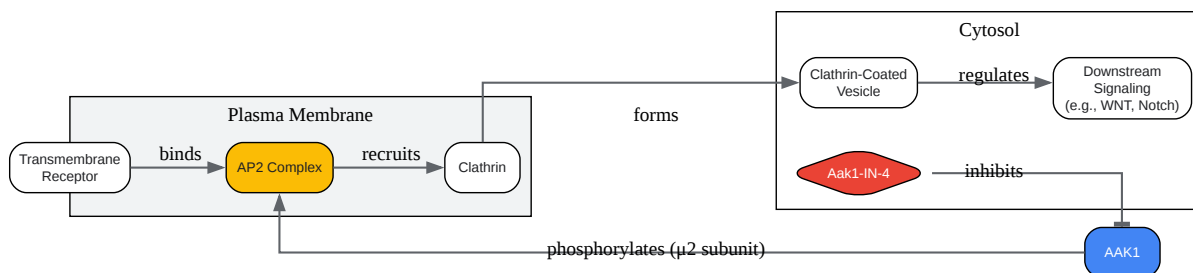 Cytosol
Clathrin-Coated
Vesicle
regulates
Downstream
Signaling
(e.g., WNT, Notch)
Plasma Membrane
forms
Transmembrane
Receptor
binds
AP2 Complex
recruits
Clathrin
Aak1-IN-4
inhibits
phosphorylates (μ2 subunit)
AAK1